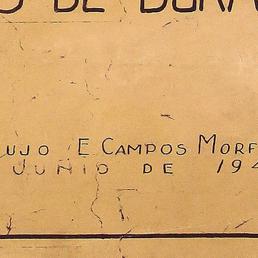 O DE DURA
UJO E CAMPOS MORF
JUNIO DE 194